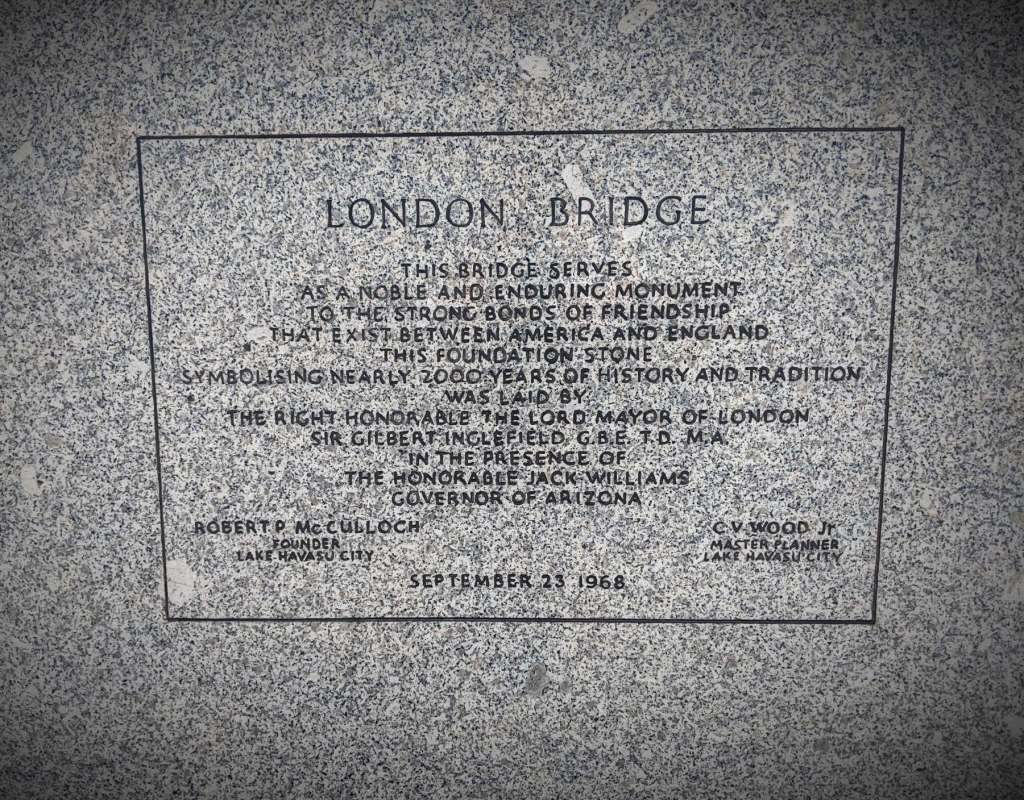 LONDON BRIDGE
THIS BRIDGE SERVES
AS A NOBLE AND ENDURING MONUMENT
TO THE STRONG BONDS OF FRIENDSHIP
THAT EXIST BETWEEN AMERICA AND ENGLAND
THIS FOUNDATION STONE
SYMBOLISING NEARLY 2000 YEARS OF HISTORY AND TRADITION
WAS LAID BY
THE RIGHT HONORABLE THE LORD MAYOR OF LONDON
SIR GILBERT INGLEFIELD G.B.E. T.D. M.A.
IN THE PRESENCE OF
THE HONORABLE JACK WILLIAMS
GOVERNOR OF ARIZONA
ROBERT P. McCULLOCH
FOUNDER
LAKE HAVASU CITY
C.V. WOOD Jr
MASTER PLANNER
LAKE HAVASU CITY
SEPTEMBER 23 1968